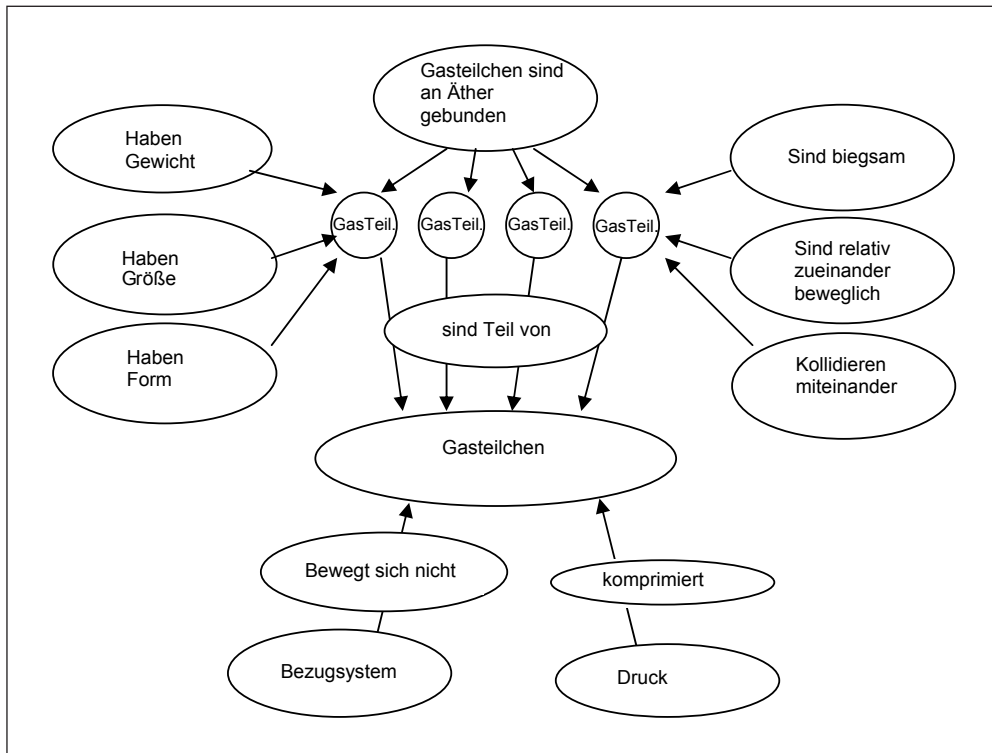 Gasteilchen sind
an Äther
gebunden
Haben
Gewicht
Sind biegsam
GasTeil.
GasTeil.
GasTeil.
GasTeil.
Haben
Größe
Sind relativ
zueinander
beweglich
sind Teil von
Haben
Form
Kollidieren
miteinander
Gasteilchen
Bewegt sich nicht
komprimiert
Bezugsystem
Druck